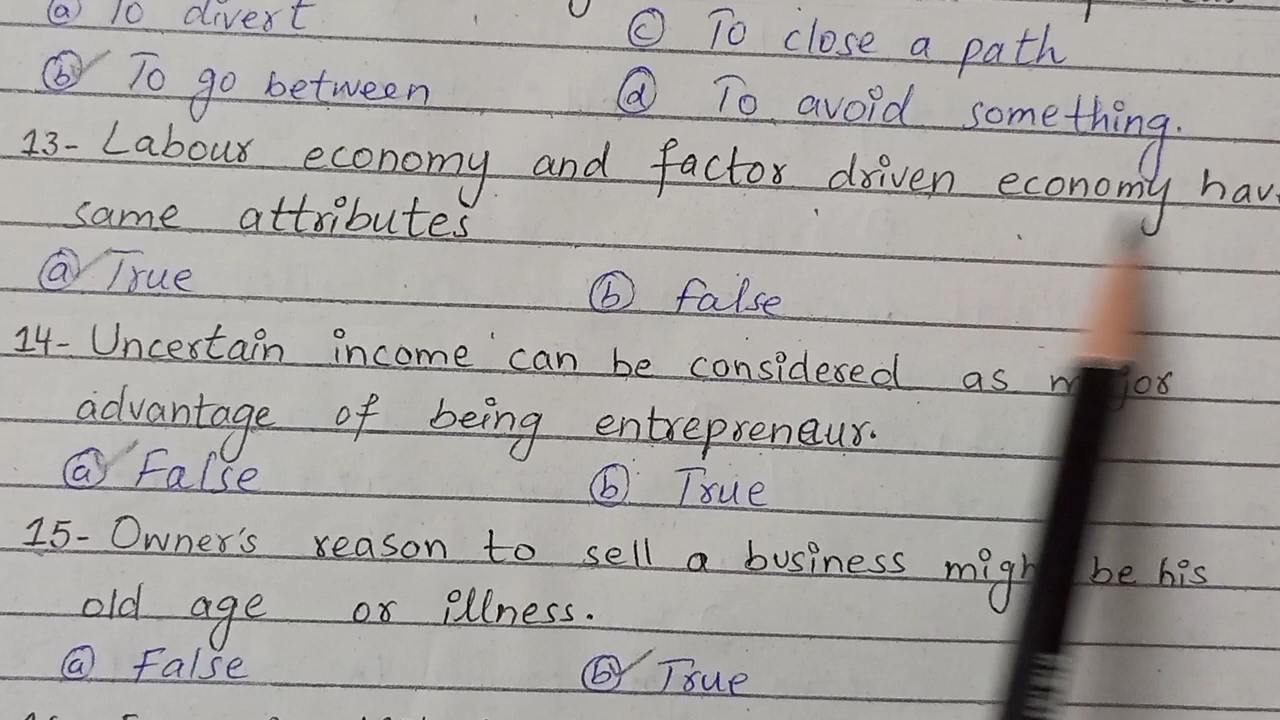 ⓐ To divert
ⓒ To close a path
ⓑ✓ To go between
ⓓ To avoid something.
13- Labour economy and factor driven economy hav
same attributes
ⓐ✓ True
ⓑ false
14- Uncertain income can be considered as major
advantage of being entrepreneur.
ⓐ✓ False
ⓑ True
15- Owner's reason to sell a business might be his
old age or illness.
ⓐ False
ⓑ✓ True